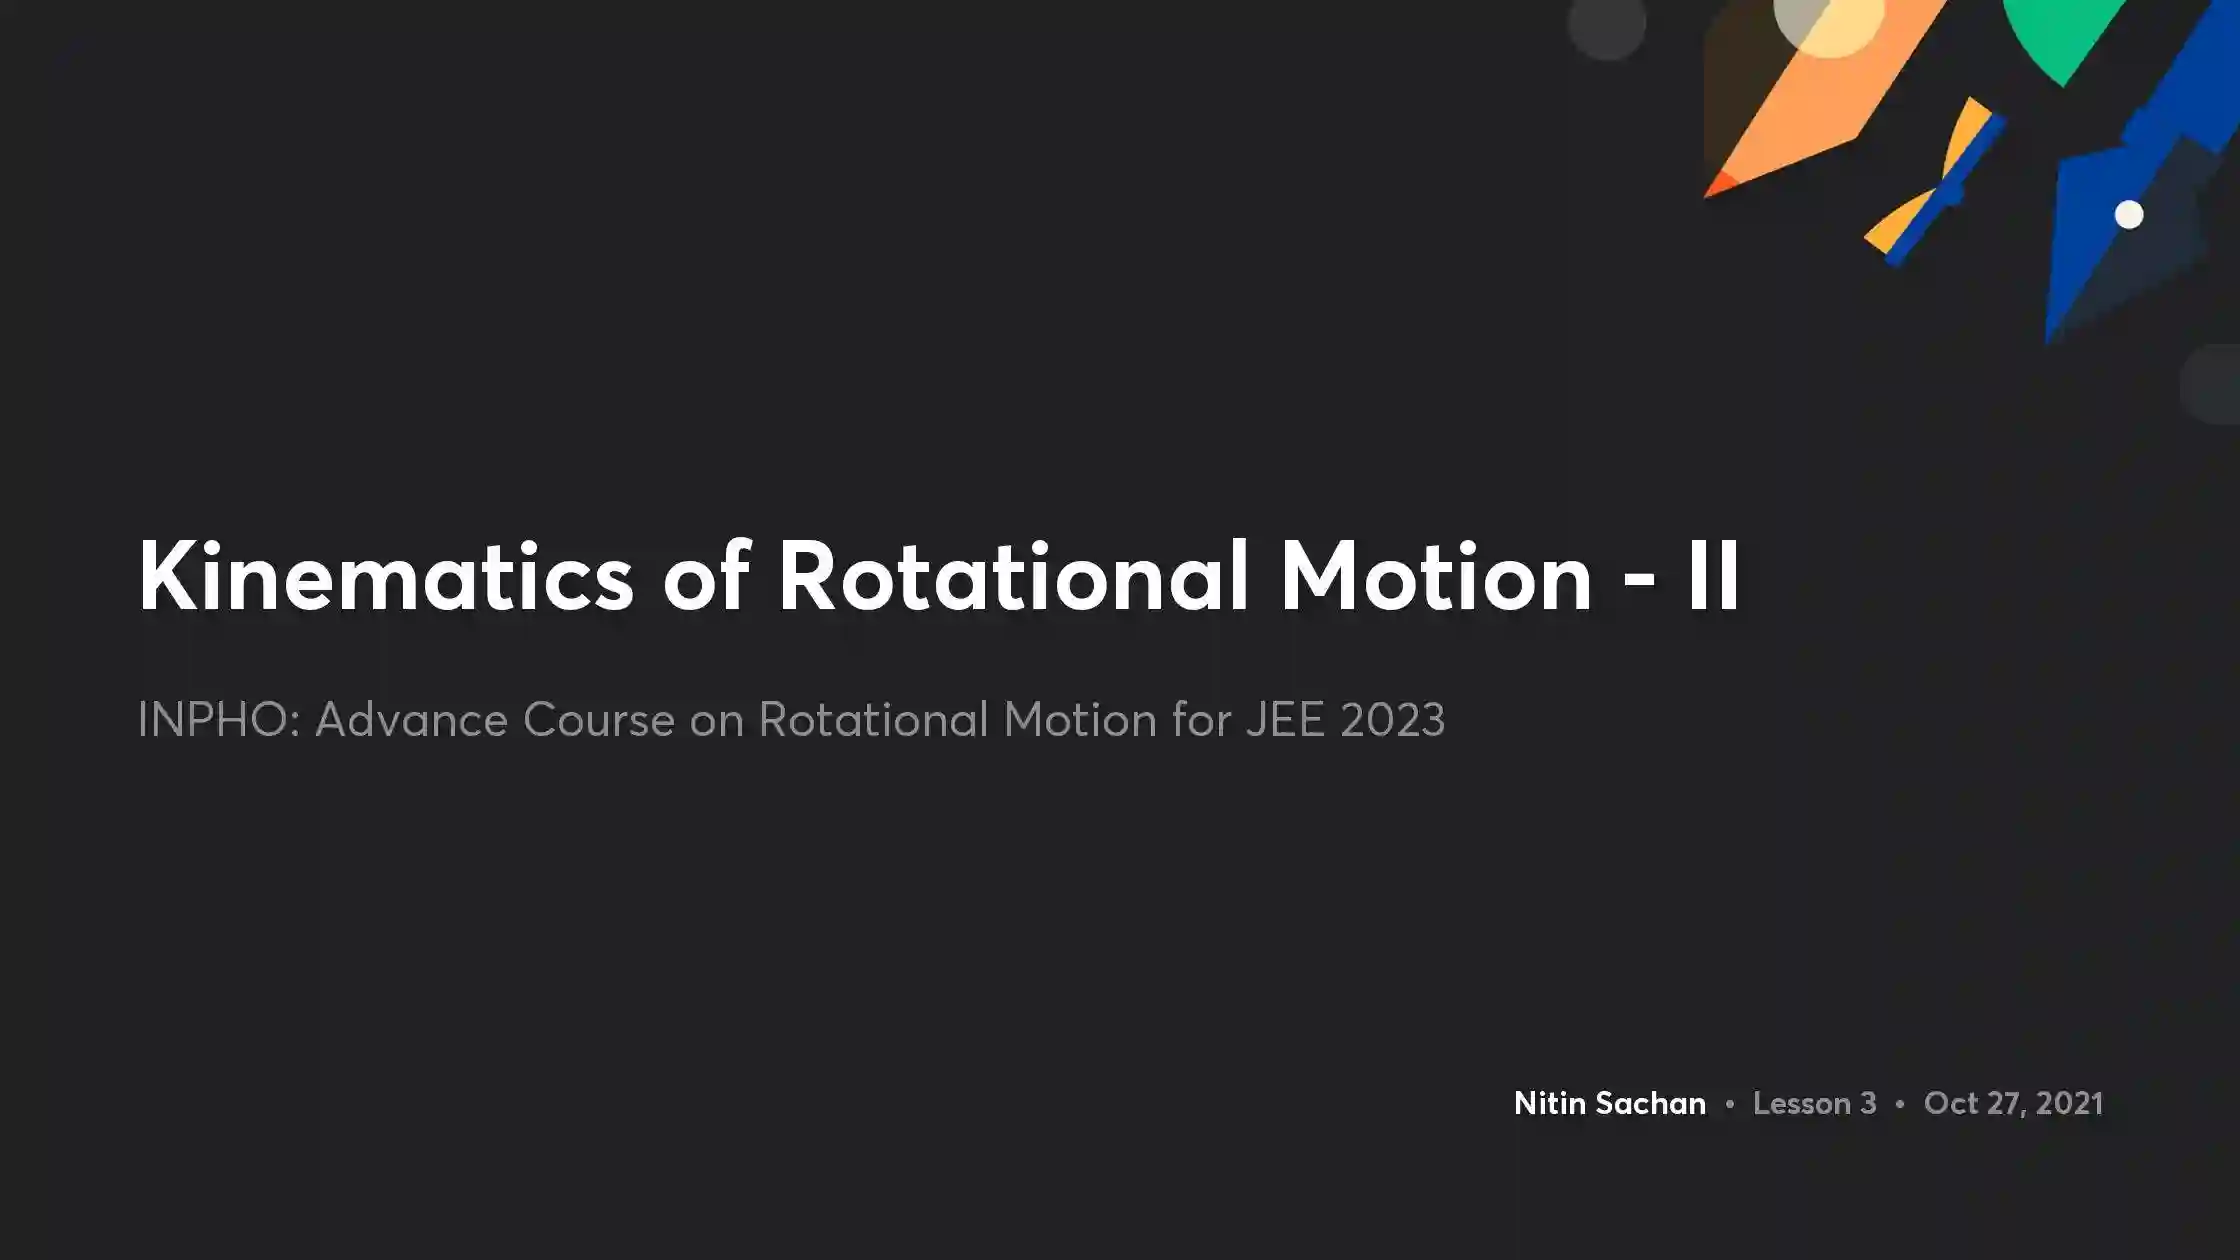 Kinematics of Rotational Motion - II
INPHO: Advance Course on Rotational Motion for JEE 2023
Nitin Sachan • Lesson 3 • Oct 27, 2021